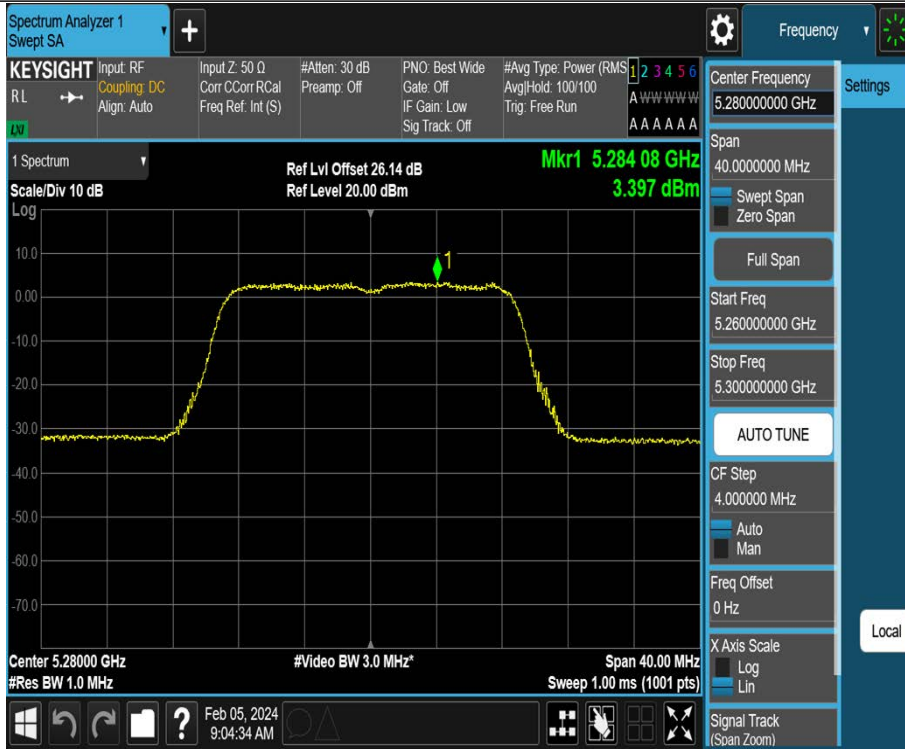 Spectrum Analyzer 1
Swept SA
+
Frequency
KEYSIGHT
R L
LXI
Input: RF
Coupling: DC
Align: Auto
Input Z: 50 Ω
Corr CCorr RCal
Freq Ref: Int (S)
#Atten: 30 dB
Preamp: Off
PNO: Best Wide
Gate: Off
IF Gain: Low
Sig Track: Off
#Avg Type: Power (RMS
Avg|Hold: 100/100
Trig: Free Run
1 2 3 4 5 6
A W W W W W
A A A A A A
1 Spectrum
Scale/Div 10 dB
Log
Ref Lvl Offset 26.14 dB
Ref Level 20.00 dBm
Mkr1 5.284 08 GHz
3.397 dBm
10.0
0.00
-10.0
-20.0
-30.0
-40.0
-50.0
-60.0
-70.0
1
Center 5.28000 GHz
#Res BW 1.0 MHz
#Video BW 3.0 MHz*
Span 40.00 MHz
Sweep 1.00 ms (1001 pts)
Feb 05, 2024
9:04:34 AM
?
Center Frequency
5.280000000 GHz
Settings
Span
40.0000000 MHz
Swept Span
Zero Span
Full Span
Start Freq
5.260000000 GHz
Stop Freq
5.300000000 GHz
AUTO TUNE
CF Step
4.000000 MHz
Auto
Man
Freq Offset
0 Hz
Local
X Axis Scale
Log
Lin
Signal Track
(Span Zoom)